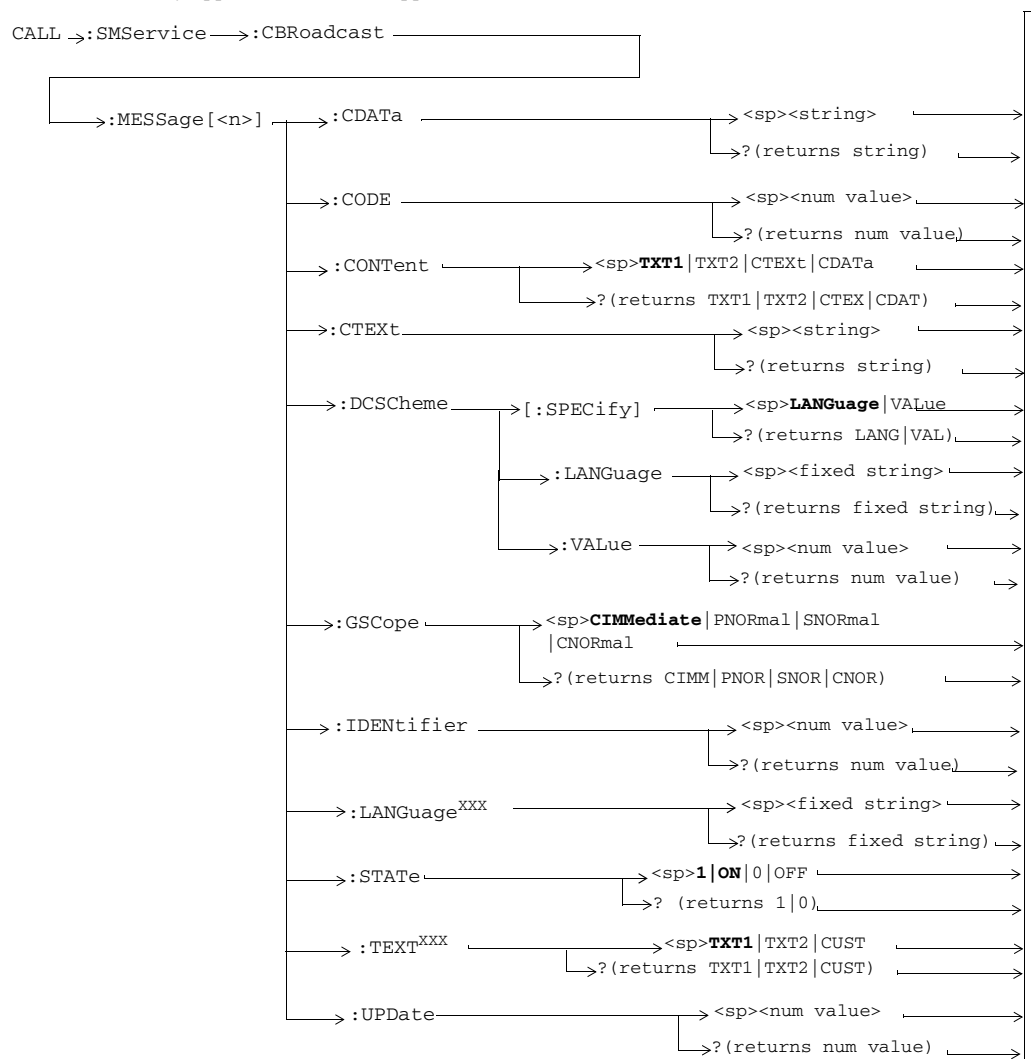 CALL :SMService :CBRoadcast
:MESSage[<n>] :CDATa <sp><string>
?(returns string)
:CODE <sp><num value>
?(returns num value)
:CONTent <sp>TXT1|TXT2|CTEXt|CDATa
?(returns TXT1|TXT2|CTEX|CDAT)
:CTEXt <sp><string>
?(returns string)
:DCSCheme [:SPECify] <sp>LANGuage|VALue
?(returns LANG|VAL)
:LANGuage <sp><fixed string>
?(returns fixed string)
:VALue <sp><num value>
?(returns num value)
:GSCope <sp>CIMMediate|PNORmal|SNORmal
|CNORmal
?(returns CIMM|PNOR|SNOR|CNOR)
:IDENtifier <sp><num value>
?(returns num value)
:LANGuageXXX <sp><fixed string>
?(returns fixed string)
:STATe <sp>1|ON|0|OFF
? (returns 1|0)
:TEXTXXX <sp>TXT1|TXT2|CUST
?(returns TXT1|TXT2|CUST)
:UPDate <sp><num value>
?(returns num value)